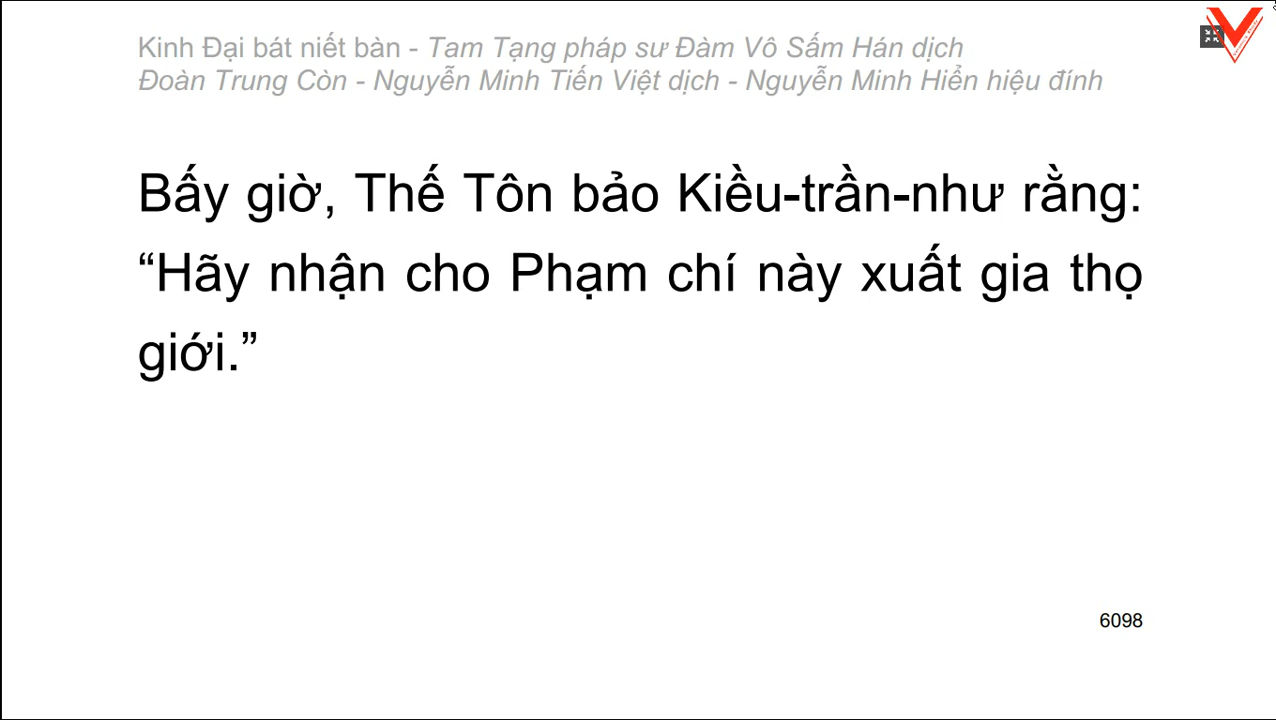 Kinh Đại bát niết bàn - Tam Tạng pháp sư Đàm Vô Sấm Hán dịch
Đoàn Trung Còn - Nguyễn Minh Tiến Việt dịch - Nguyễn Minh Hiển hiệu đính
Bấy giờ, Thế Tôn bảo Kiều-trần-như rằng:
“Hãy nhận cho Phạm chí này xuất gia thọ
giới.”
6098